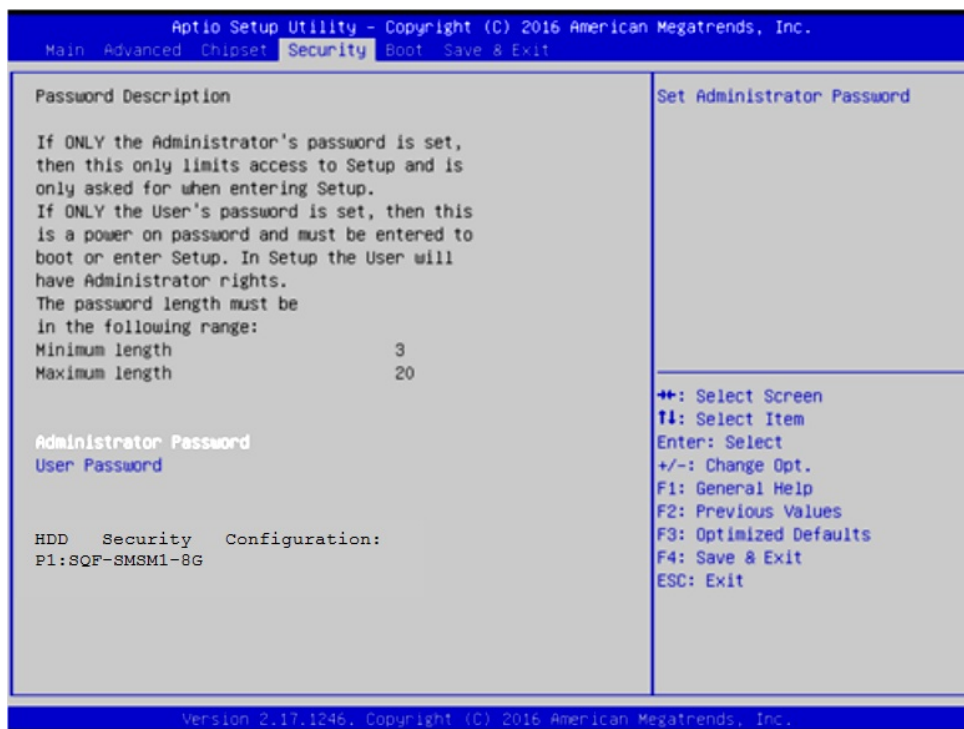 Aptio Setup Utility – Copyright (C) 2016 American Megatrends, Inc.
Main Advanced Chipset Security Boot Save & Exit
Password Description
If ONLY the Administrator's password is set,
then this only limits access to Setup and is
only asked for when entering Setup.
If ONLY the User's password is set, then this
is a power on password and must be entered to
boot or enter Setup. In Setup the User will
have Administrator rights.
The password length must be
in the following range:
Minimum length 3
Maximum length 20
Administrator Password
User Password
HDD Security Configuration:
P1:SQF-SMSM1-8G
Set Administrator Password
→←: Select Screen
↑↓: Select Item
Enter: Select
+/-: Change Opt.
F1: General Help
F2: Previous Values
F3: Optimized Defaults
F4: Save & Exit
ESC: Exit
Version 2.17.1246. Copyright (C) 2016 American Megatrends, Inc.